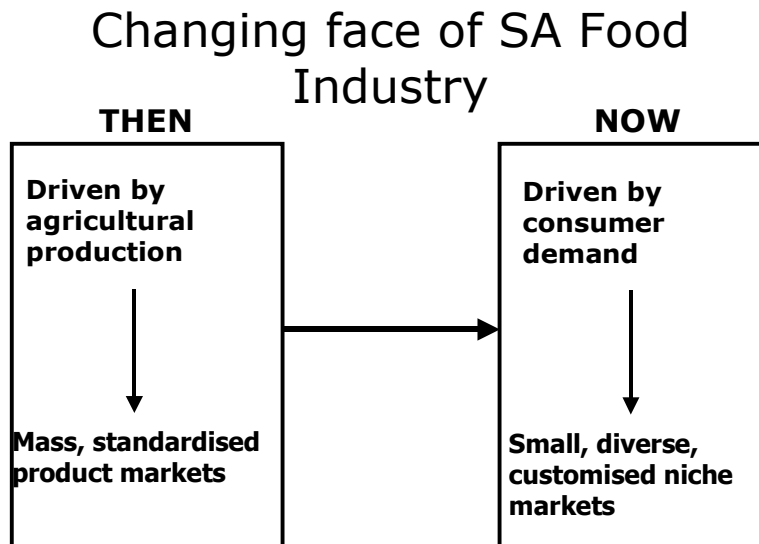 Changing face of SA Food
Industry
THEN
Driven by
agricultural
production
Mass, standardised
product markets
NOW
Driven by
consumer
demand
Small, diverse,
customised niche
markets